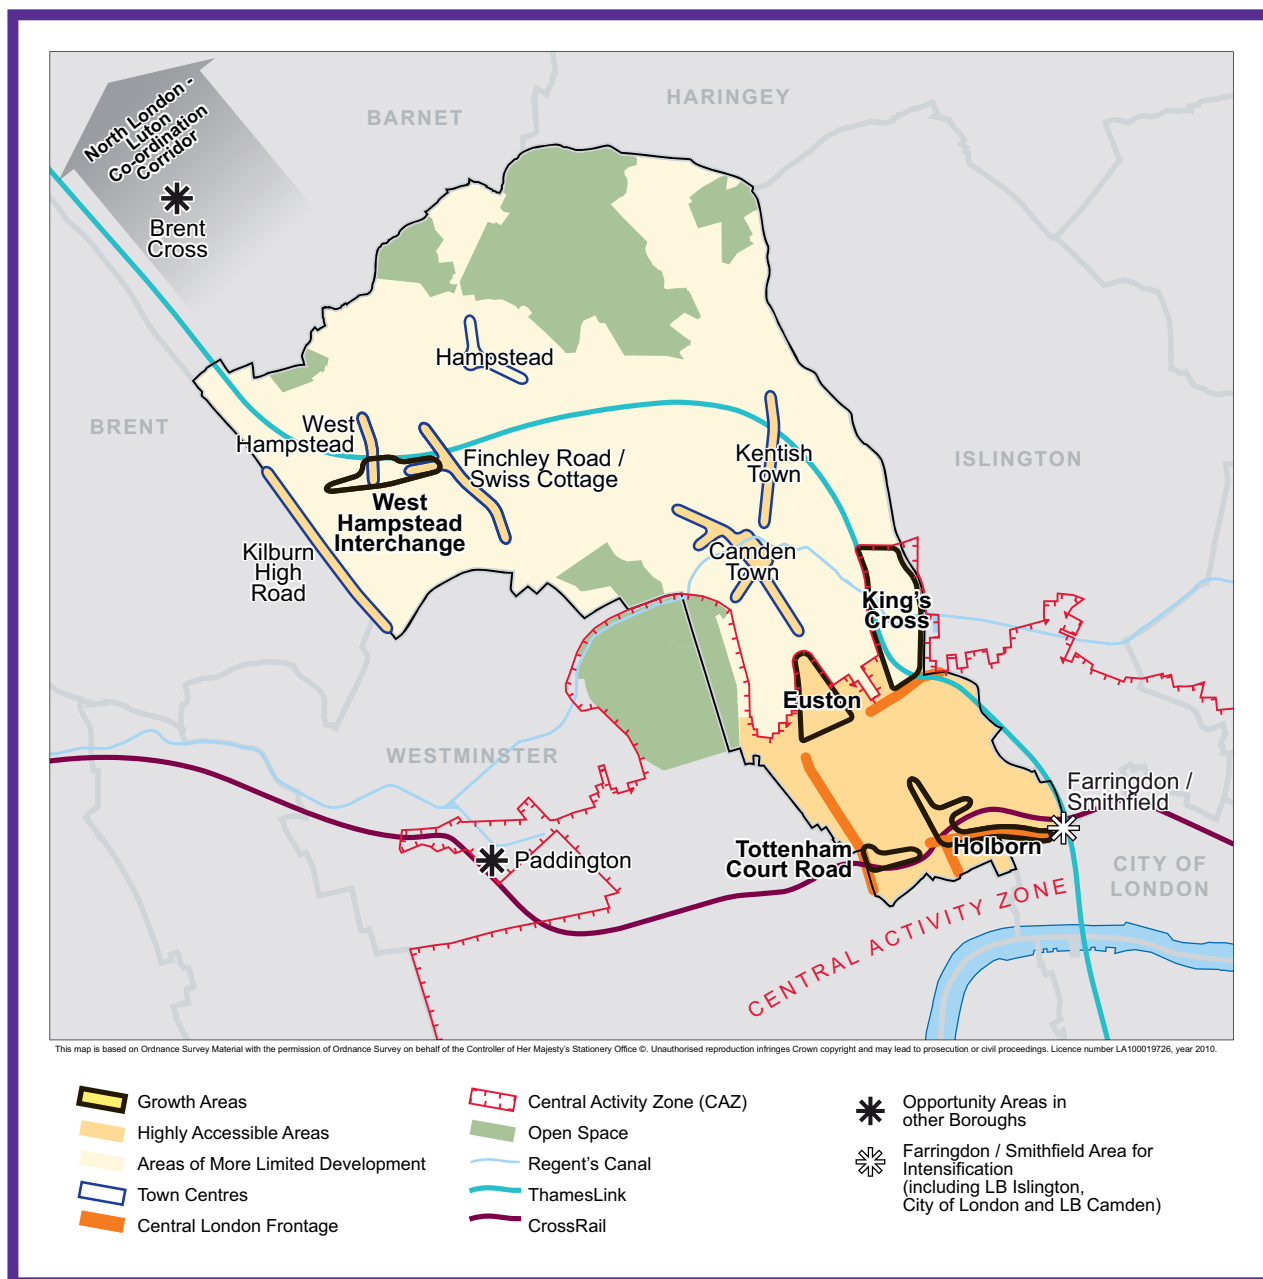 North London -
Luton
Co-ordination
Corridor
Brent
Cross
BARNET
HARINGEY
BRENT
ISLINGTON
Hampstead
West
Hampstead
Finchley Road /
Swiss Cottage
Kentish
Town
West
Hampstead
Interchange
Kilburn
High
Road
Camden
Town
King's
Cross
Euston
WESTMINSTER
Farringdon /
Smithfield
Tottenham
Court Road
Holborn
Paddington
CITY OF
LONDON
CENTRAL ACTIVITY ZONE
This map is based on Ordnance Survey Material with the permission of Ordnance Survey on behalf of the Controller of Her Majesty's Stationery Office ©. Unauthorised reproduction infringes Crown copyright and may lead to prosecution or civil proceedings. Licence number LA100019726, year 2010.
Growth Areas
Highly Accessible Areas
Areas of More Limited Development
Town Centres
Central London Frontage
Central Activity Zone (CAZ)
Open Space
Regent's Canal
ThamesLink
CrossRail
Opportunity Areas in
other Boroughs
Farringdon / Smithfield Area for
Intensification
(including LB Islington,
City of London and LB Camden)